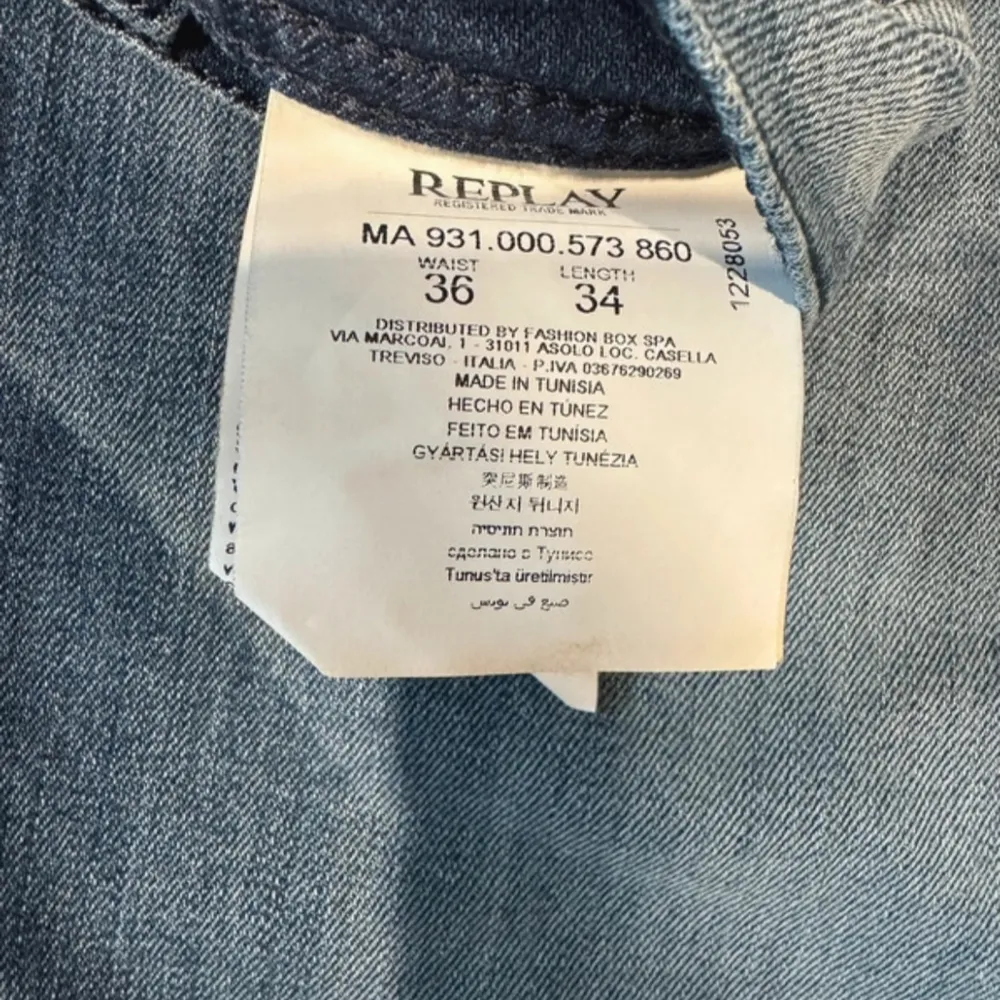 REPLAY
REGISTERED TRADE MARK
MA 931.000.573 860
WAIST LENGTH
36 34
1228053
DISTRIBUTED BY FASHION BOX SPA
VIA MARCOAI, 1 - 31011 ASOLO LOC. CASELLA
TREVISO - ITALIA - P.IVA 03676290269
MADE IN TUNISIA
HECHO EN TÚNEZ
FEITO EM TUNÍSIA
GYÁRTÁSI HELY TUNÉZIA
突尼斯制造
원산지 튀니지
תוצרת תוניסיה
сделано в Тунисе
Tunus'ta üretilmiştir
صنع في تونس